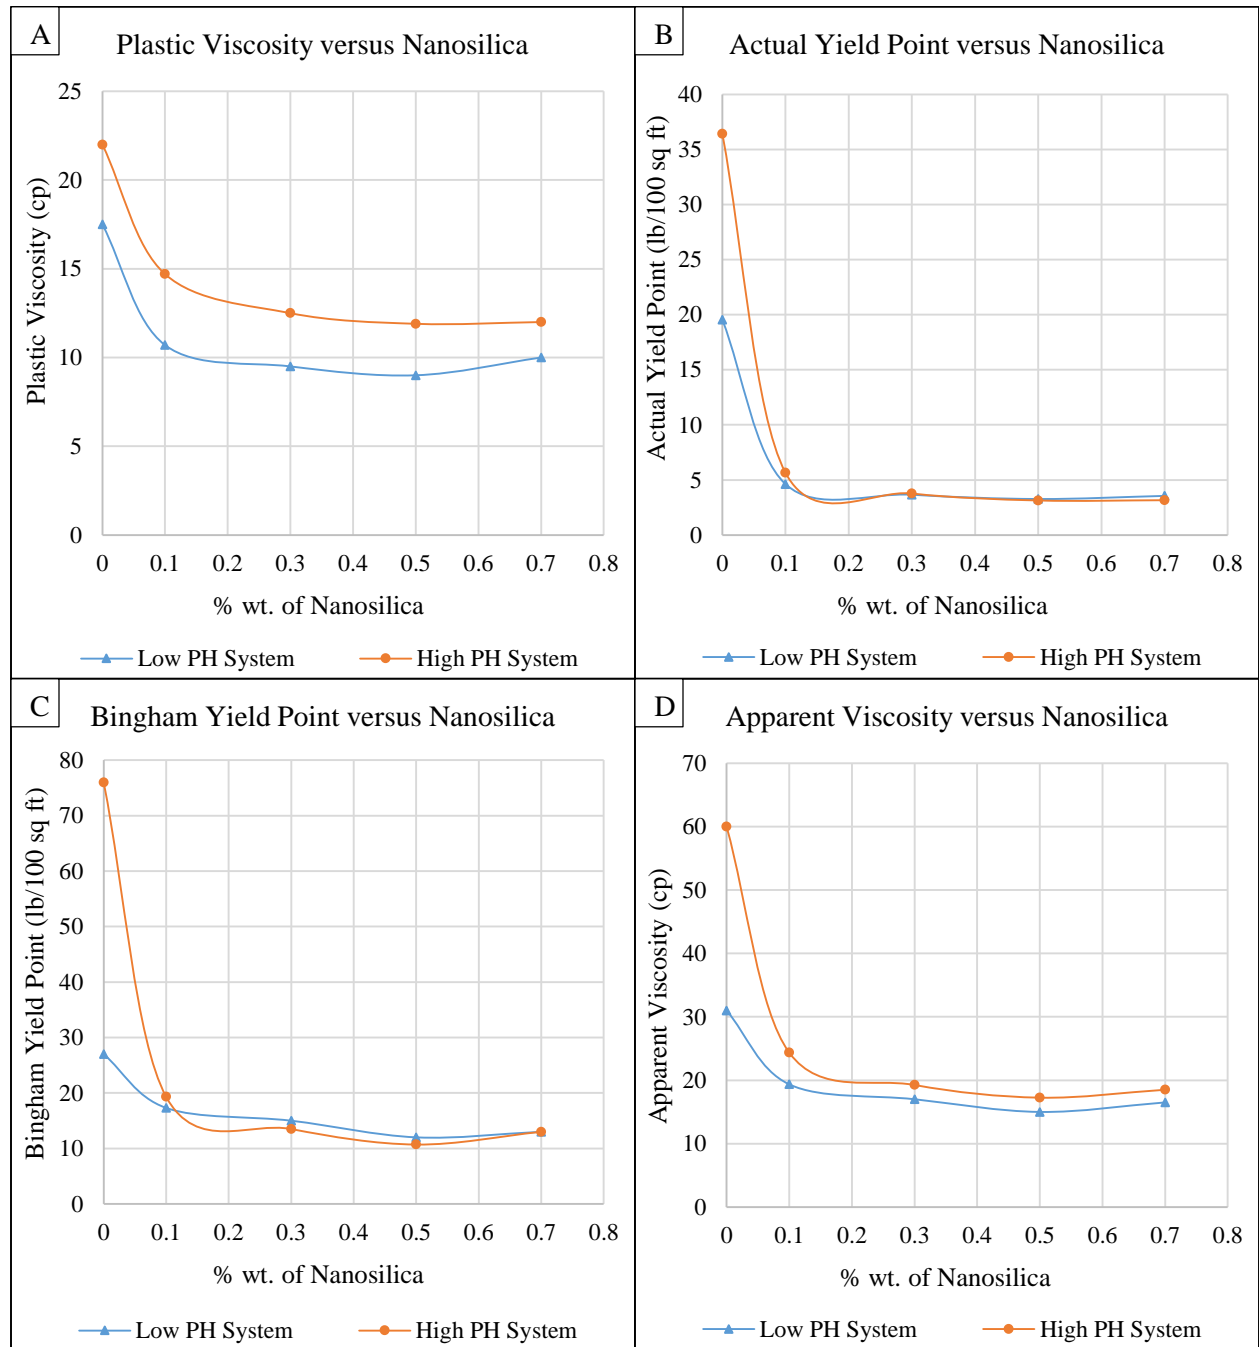 A
Plastic Viscosity versus Nanosilica
25
20
15
10
5
0
Plastic Viscosity (cp)
0 0.1 0.2 0.3 0.4 0.5 0.6 0.7 0.8
% wt. of Nanosilica
Low PH System High PH System
B
Actual Yield Point versus Nanosilica
40
35
30
25
20
15
10
5
0
Actual Yield Point (lb/100 sq ft)
0 0.1 0.2 0.3 0.4 0.5 0.6 0.7 0.8
% wt. of Nanosilica
Low PH System High PH System
C
Bingham Yield Point versus Nanosilica
80
70
60
50
40
30
20
10
0
Bingham Yield Point (lb/100 sq ft)
0 0.1 0.2 0.3 0.4 0.5 0.6 0.7 0.8
% wt. of Nanosilica
Low PH System High PH System
D
Apparent Viscosity versus Nanosilica
70
60
50
40
30
20
10
0
Apparent Viscosity (cp)
0 0.1 0.2 0.3 0.4 0.5 0.6 0.7 0.8
% wt. of Nanosilica
Low PH System High PH System